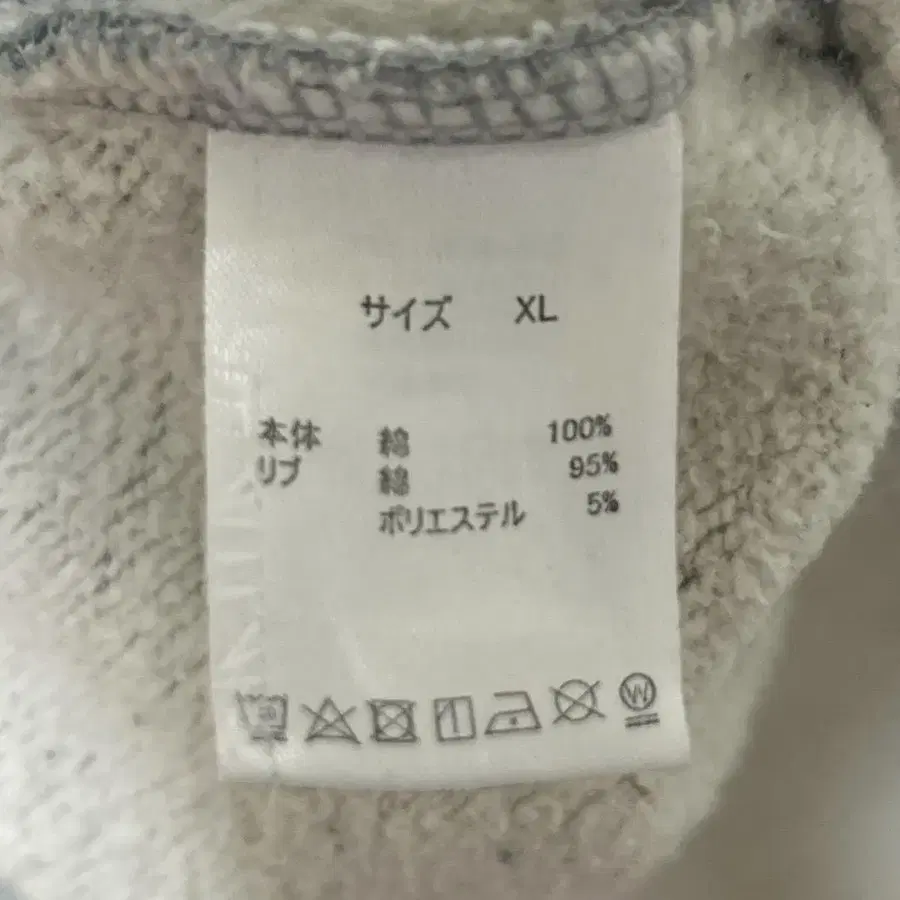 サイズ XL
本体 綿 100%
リブ 綿 95%
ポリエステル 5%
W